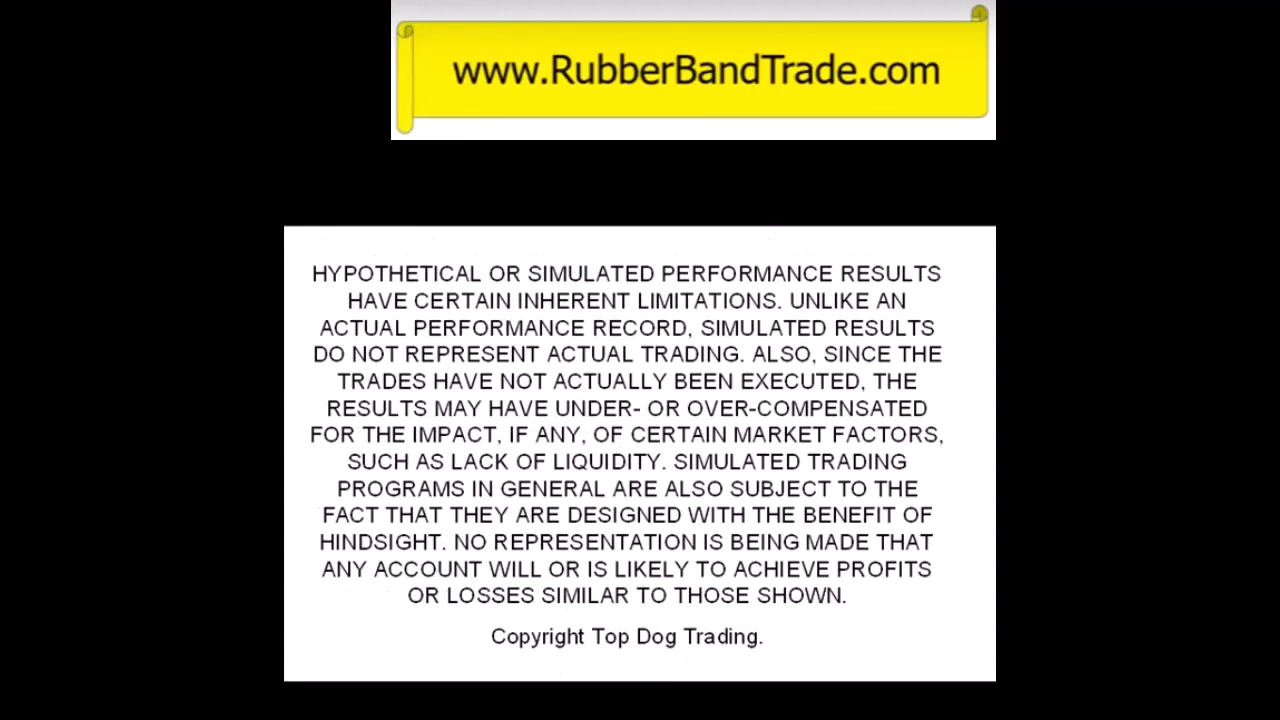 www.RubberBandTrade.com
HYPOTHETICAL OR SIMULATED PERFORMANCE RESULTS
HAVE CERTAIN INHERENT LIMITATIONS. UNLIKE AN
ACTUAL PERFORMANCE RECORD, SIMULATED RESULTS
DO NOT REPRESENT ACTUAL TRADING. ALSO, SINCE THE
TRADES HAVE NOT ACTUALLY BEEN EXECUTED, THE
RESULTS MAY HAVE UNDER- OR OVER-COMPENSATED
FOR THE IMPACT, IF ANY, OF CERTAIN MARKET FACTORS,
SUCH AS LACK OF LIQUIDITY. SIMULATED TRADING
PROGRAMS IN GENERAL ARE ALSO SUBJECT TO THE
FACT THAT THEY ARE DESIGNED WITH THE BENEFIT OF
HINDSIGHT. NO REPRESENTATION IS BEING MADE THAT
ANY ACCOUNT WILL OR IS LIKELY TO ACHIEVE PROFITS
OR LOSSES SIMILAR TO THOSE SHOWN.
Copyright Top Dog Trading.